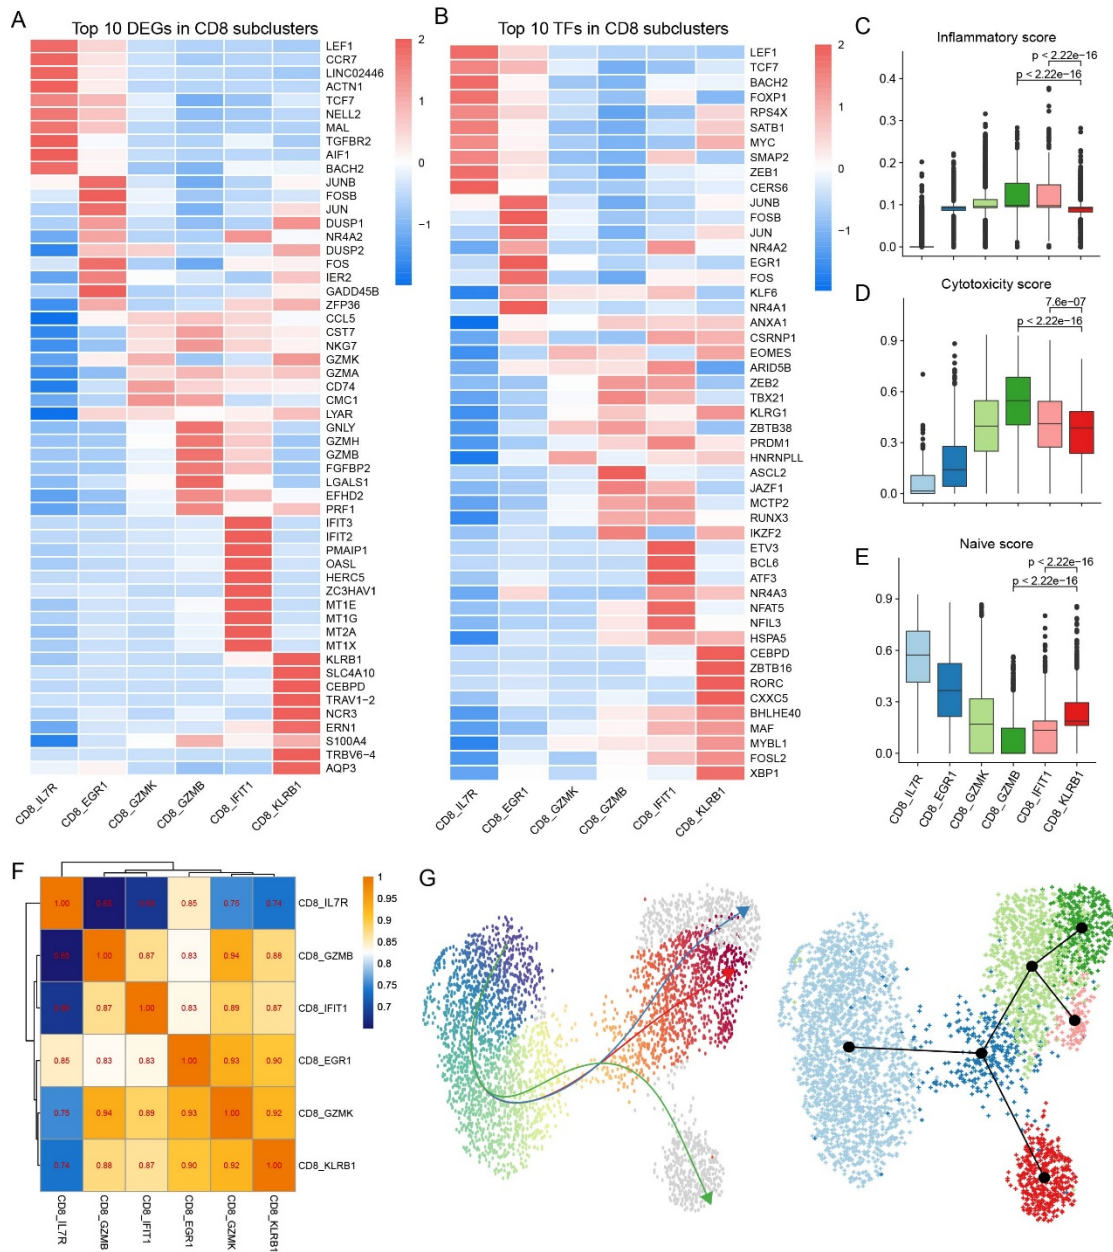 A
Top 10 DEGs in CD8 subclusters
LEF1
CCR7
LINC02446
ACTN1
TCF7
NELL2
MAL
TGFBR2
AIF1
BACH2
JUNB
FOSB
JUN
DUSP1
NR4A2
DUSP2
FOS
IER2
GADD45B
ZFP36
CCL5
CST7
NKG7
GZMK
GZMA
CD74
CMC1
LYAR
GNLY
GZMH
GZMB
FGFBP2
LGALS1
EFHD2
PRF1
IFIT3
IFIT2
PMAIP1
OASL
HERC5
ZC3HAV1
MT1E
MT1G
MT2A
MT1X
KLRB1
SLC4A10
CEBPD
TRAV1-2
NCR3
ERN1
S100A4
TRBV6-4
AQP3
2
1
0
−1
CD8_IL7R
CD8_EGR1
CD8_GZMK
CD8_GZMB
CD8_IFIT1
CD8_KLRB1
B
Top 10 TFs in CD8 subclusters
LEF1
TCF7
BACH2
FOXP1
RPS4X
SATB1
MYC
SMAP2
ZEB1
CERS6
JUNB
FOSB
JUN
NR4A2
EGR1
FOS
KLF6
NR4A1
ANXA1
CSRNP1
EOMES
ARID5B
ZEB2
TBX21
KLRG1
ZBTB38
PRDM1
HNRNPLL
ASCL2
JAZF1
MCTP2
RUNX3
IKZF2
ETV3
BCL6
ATF3
NR4A3
NFAT5
NFIL3
HSPA5
CEBPD
ZBTB16
RORC
CXXC5
BHLHE40
MAF
MYBL1
FOSL2
XBP1
2
1
0
−1
CD8_IL7R
CD8_EGR1
CD8_GZMK
CD8_GZMB
CD8_IFIT1
CD8_KLRB1
C
Inflammatory score
p < 2.22e−16
p < 2.22e−16
0.4
0.3
0.2
0.1
0.0
D
Cytotoxicity score
7.6e−07
p < 2.22e−16
0.9
0.6
0.3
0.0
E
Naive score
p < 2.22e−16
p < 2.22e−16
0.9
0.6
0.3
0.0
CD8_IL7R
CD8_EGR1
CD8_GZMK
CD8_GZMB
CD8_IFIT1
CD8_KLRB1
F
1.00 0.85 0.75 0.74 CD8_IL7R
1.00 0.87 0.83 0.94 0.88 CD8_GZMB
0.87 1.00 0.83 0.89 0.87 CD8_IFIT1
0.85 0.83 0.83 1.00 0.93 0.90 CD8_EGR1
0.75 0.94 0.89 0.93 1.00 0.92 CD8_GZMK
0.74 0.88 0.87 0.90 0.92 1.00 CD8_KLRB1
CD8_IL7R
CD8_GZMB
CD8_IFIT1
CD8_EGR1
CD8_GZMK
CD8_KLRB1
1
0.95
0.9
0.85
0.8
0.75
0.7
G